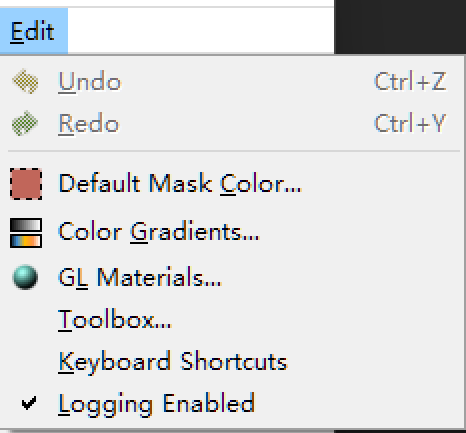 Edit
Undo Ctrl+Z
Redo Ctrl+Y
Default Mask Color...
Color Gradients...
GL Materials...
Toolbox...
Keyboard Shortcuts
Logging Enabled